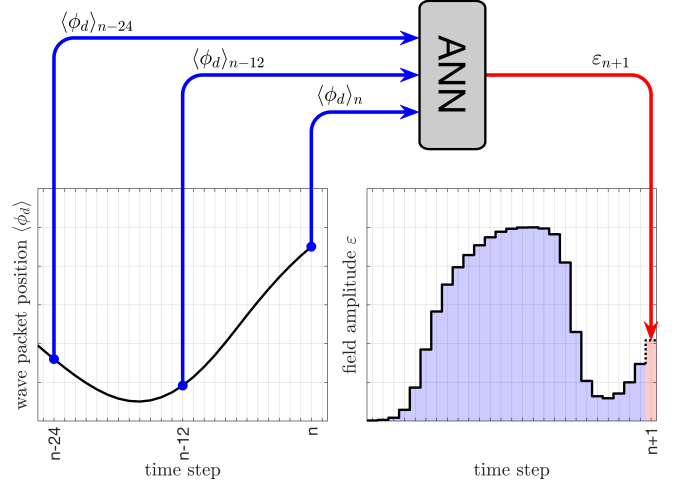 ⟨ϕ_d⟩_{n−24}
⟨ϕ_d⟩_{n−12}
⟨ϕ_d⟩_n
ANN
ε_{n+1}
wave packet position ⟨ϕ_d⟩
n-24
n-12
n
time step
field amplitude ε
n+1
time step